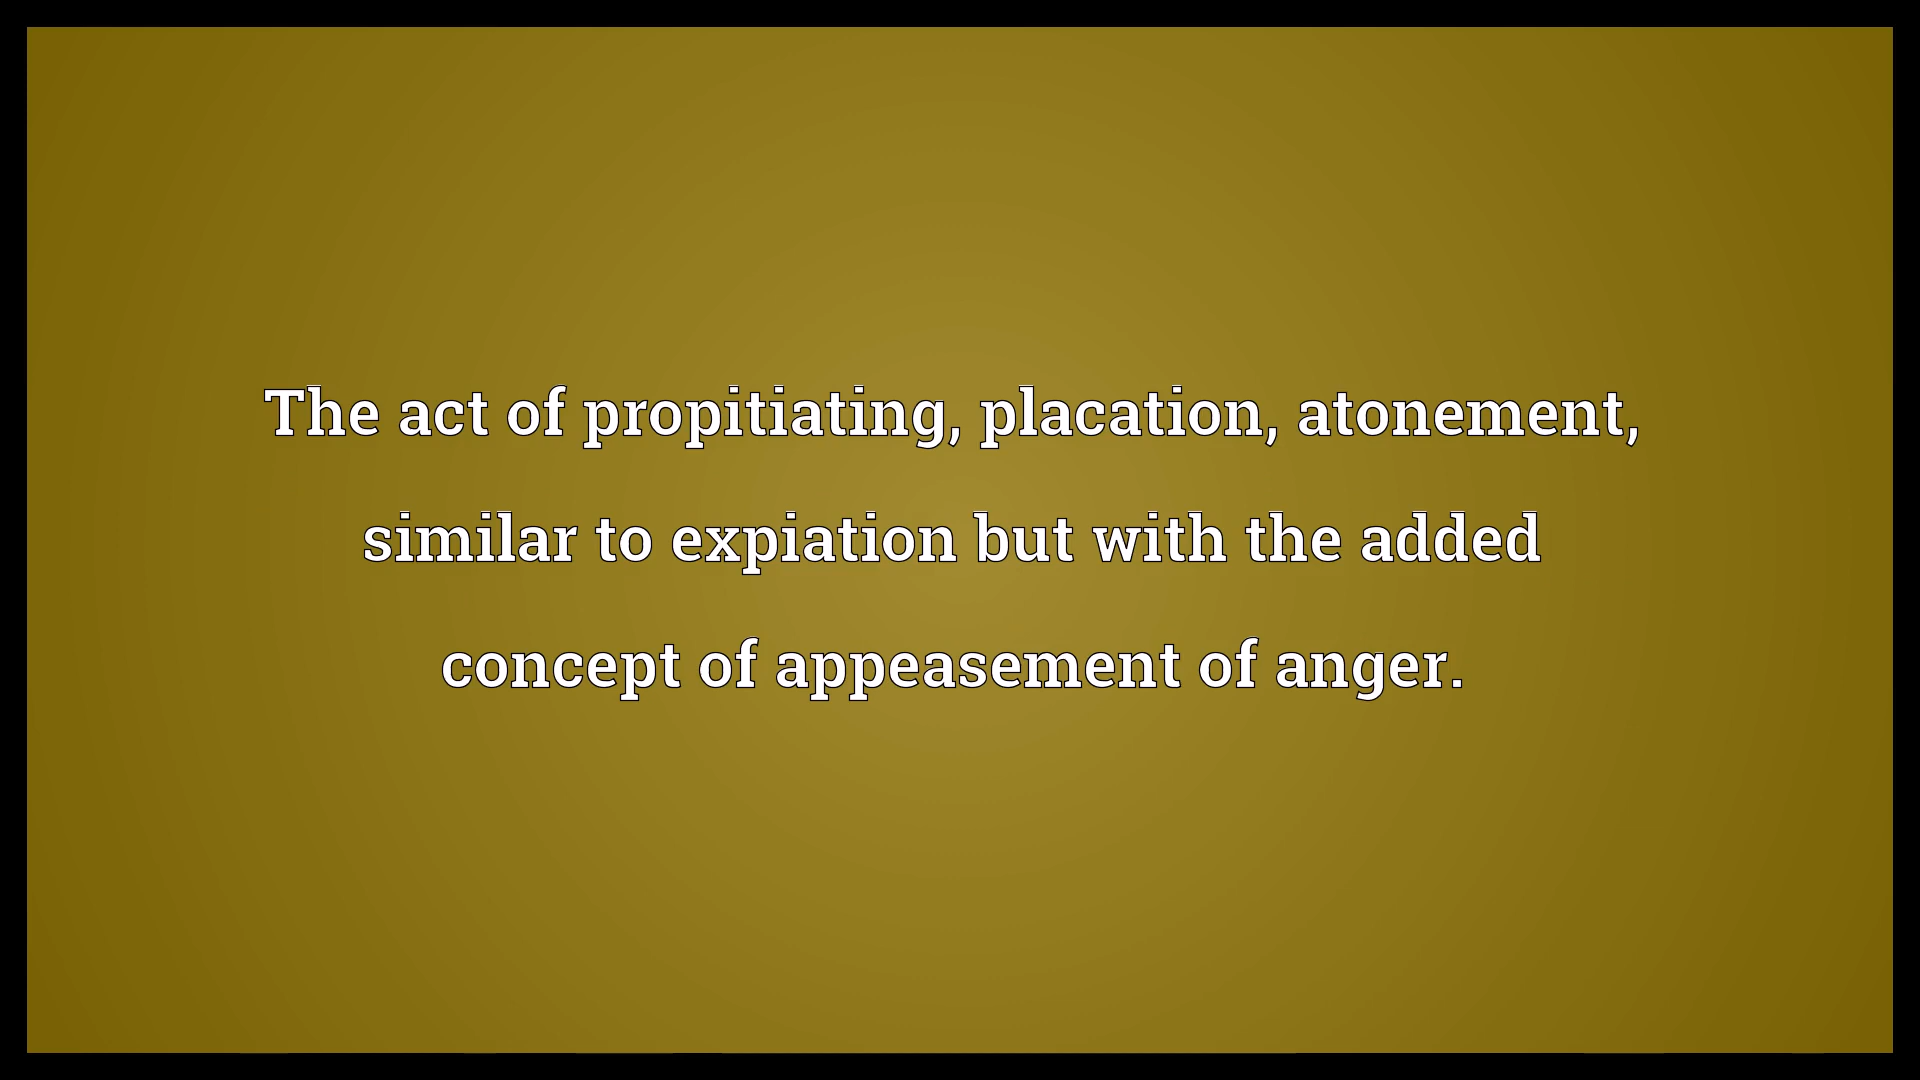 The act of propitiating, placation, atonement,
similar to expiation but with the added
concept of appeasement of anger.